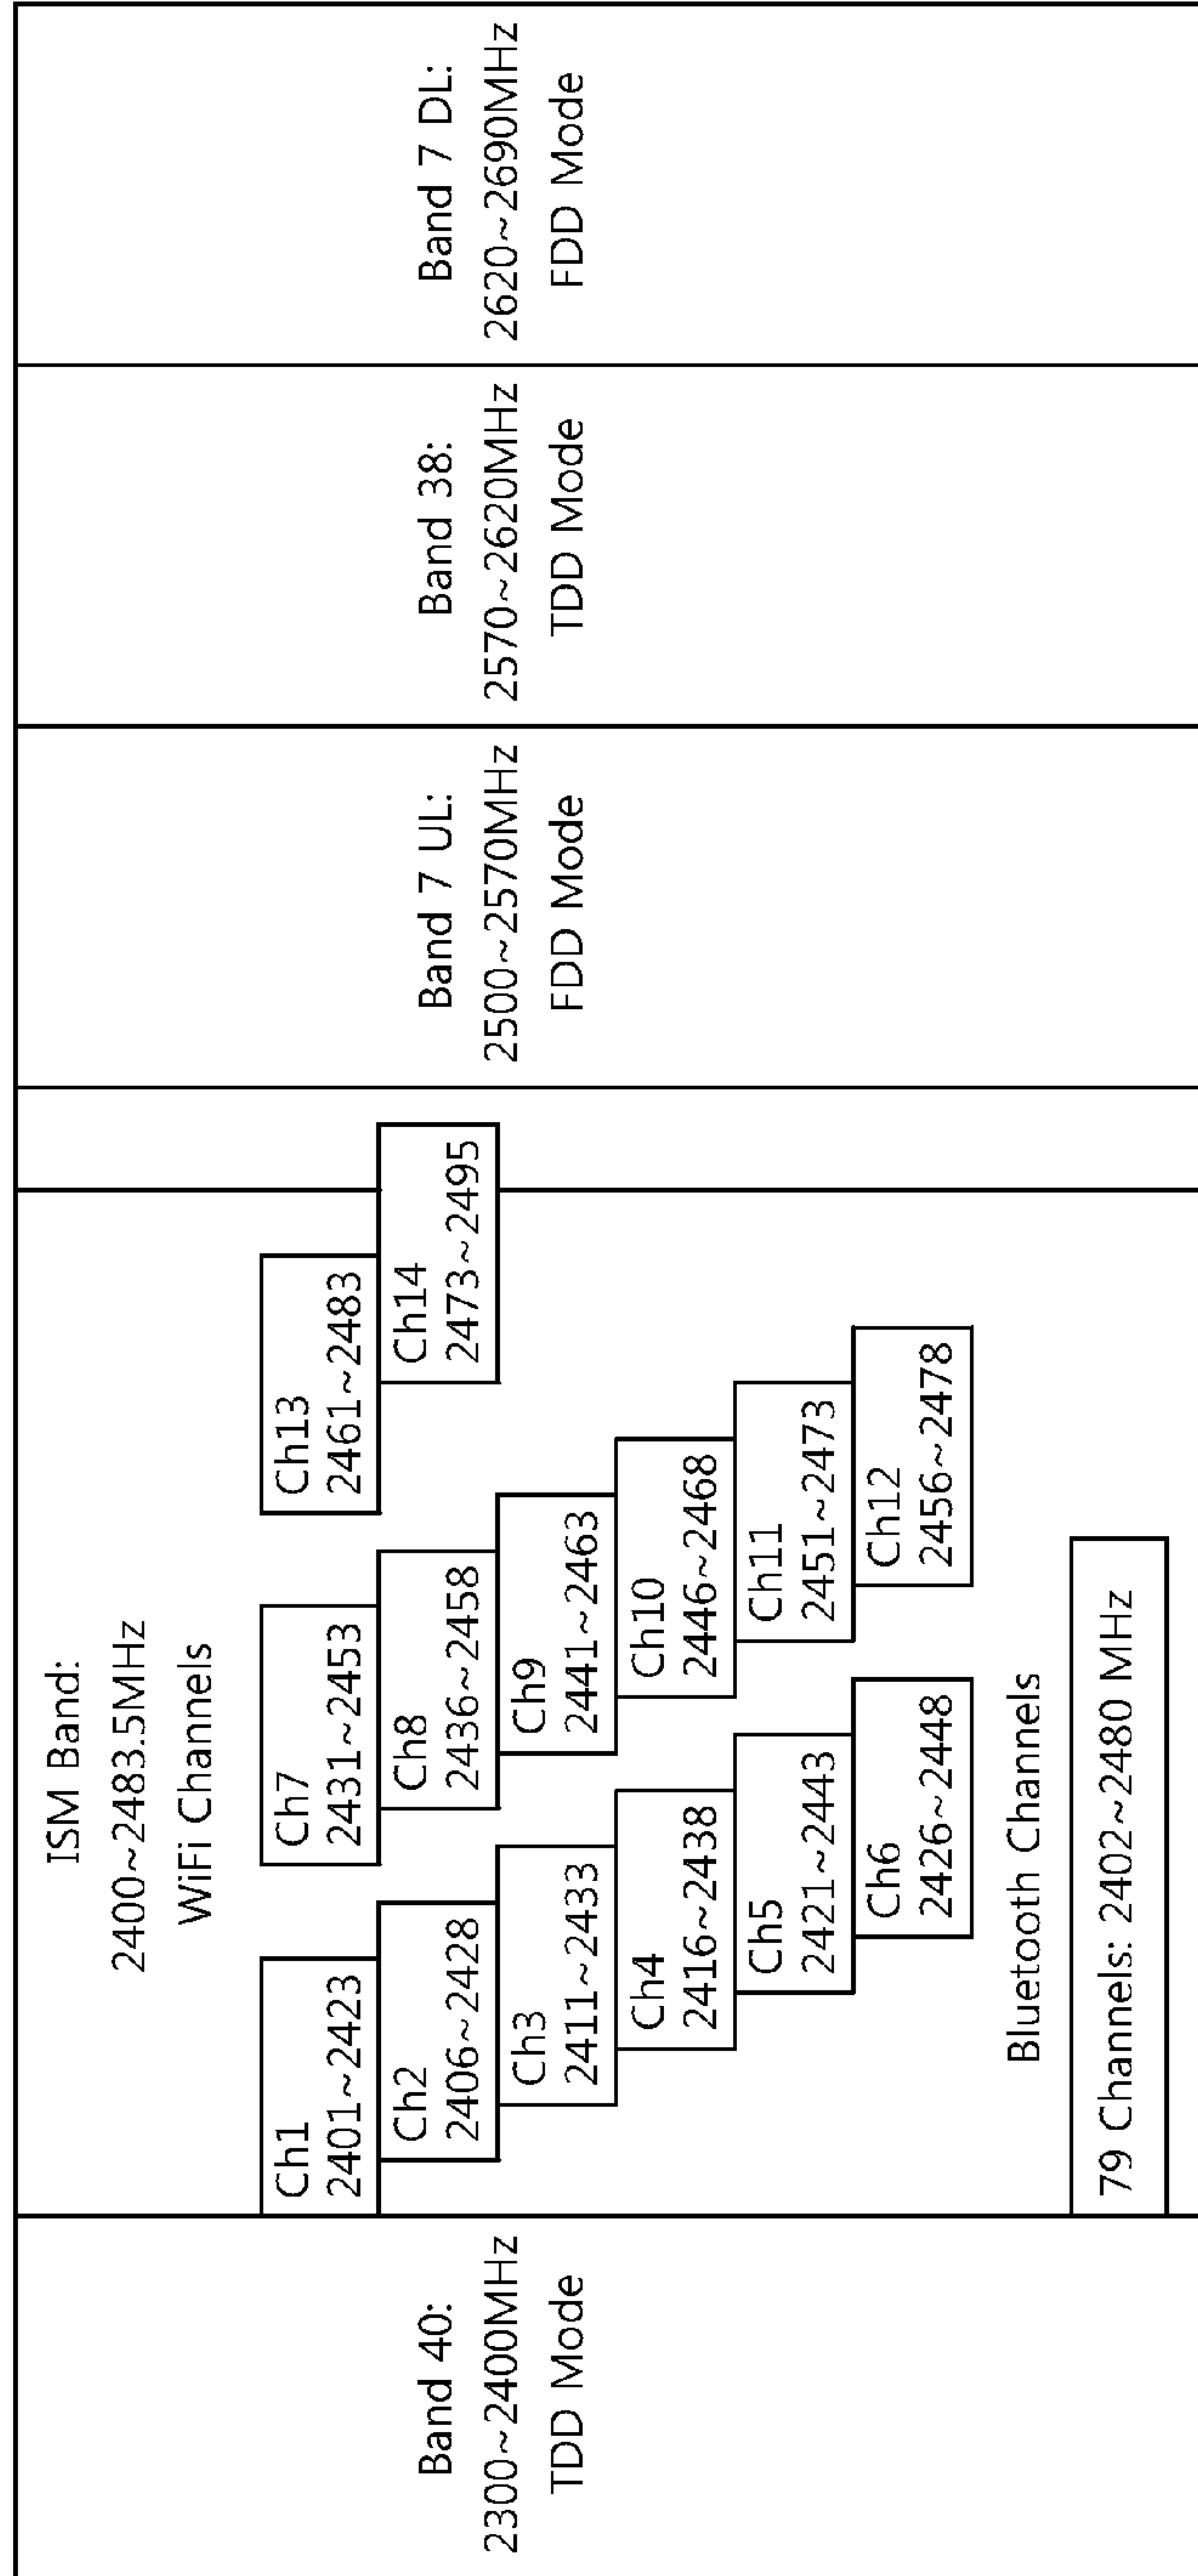 Band 40:
2300~2400MHz
TDD Mode
ISM Band:
2400~2483.5MHz
WiFi Channels
Ch1
2401~2423
Ch2
2406~2428
Ch3
2411~2433
Ch4
2416~2438
Ch5
2421~2443
Ch6
2426~2448
Ch7
2431~2453
Ch8
2436~2458
Ch9
2441~2463
Ch10
2446~2468
Ch11
2451~2473
Ch12
2456~2478
Ch13
2461~2483
Ch14
2473~2495
Bluetooth Channels
79 Channels: 2402~2480 MHz
Band 7 UL:
2500~2570MHz
FDD Mode
Band 38:
2570~2620MHz
TDD Mode
Band 7 DL:
2620~2690MHz
FDD Mode